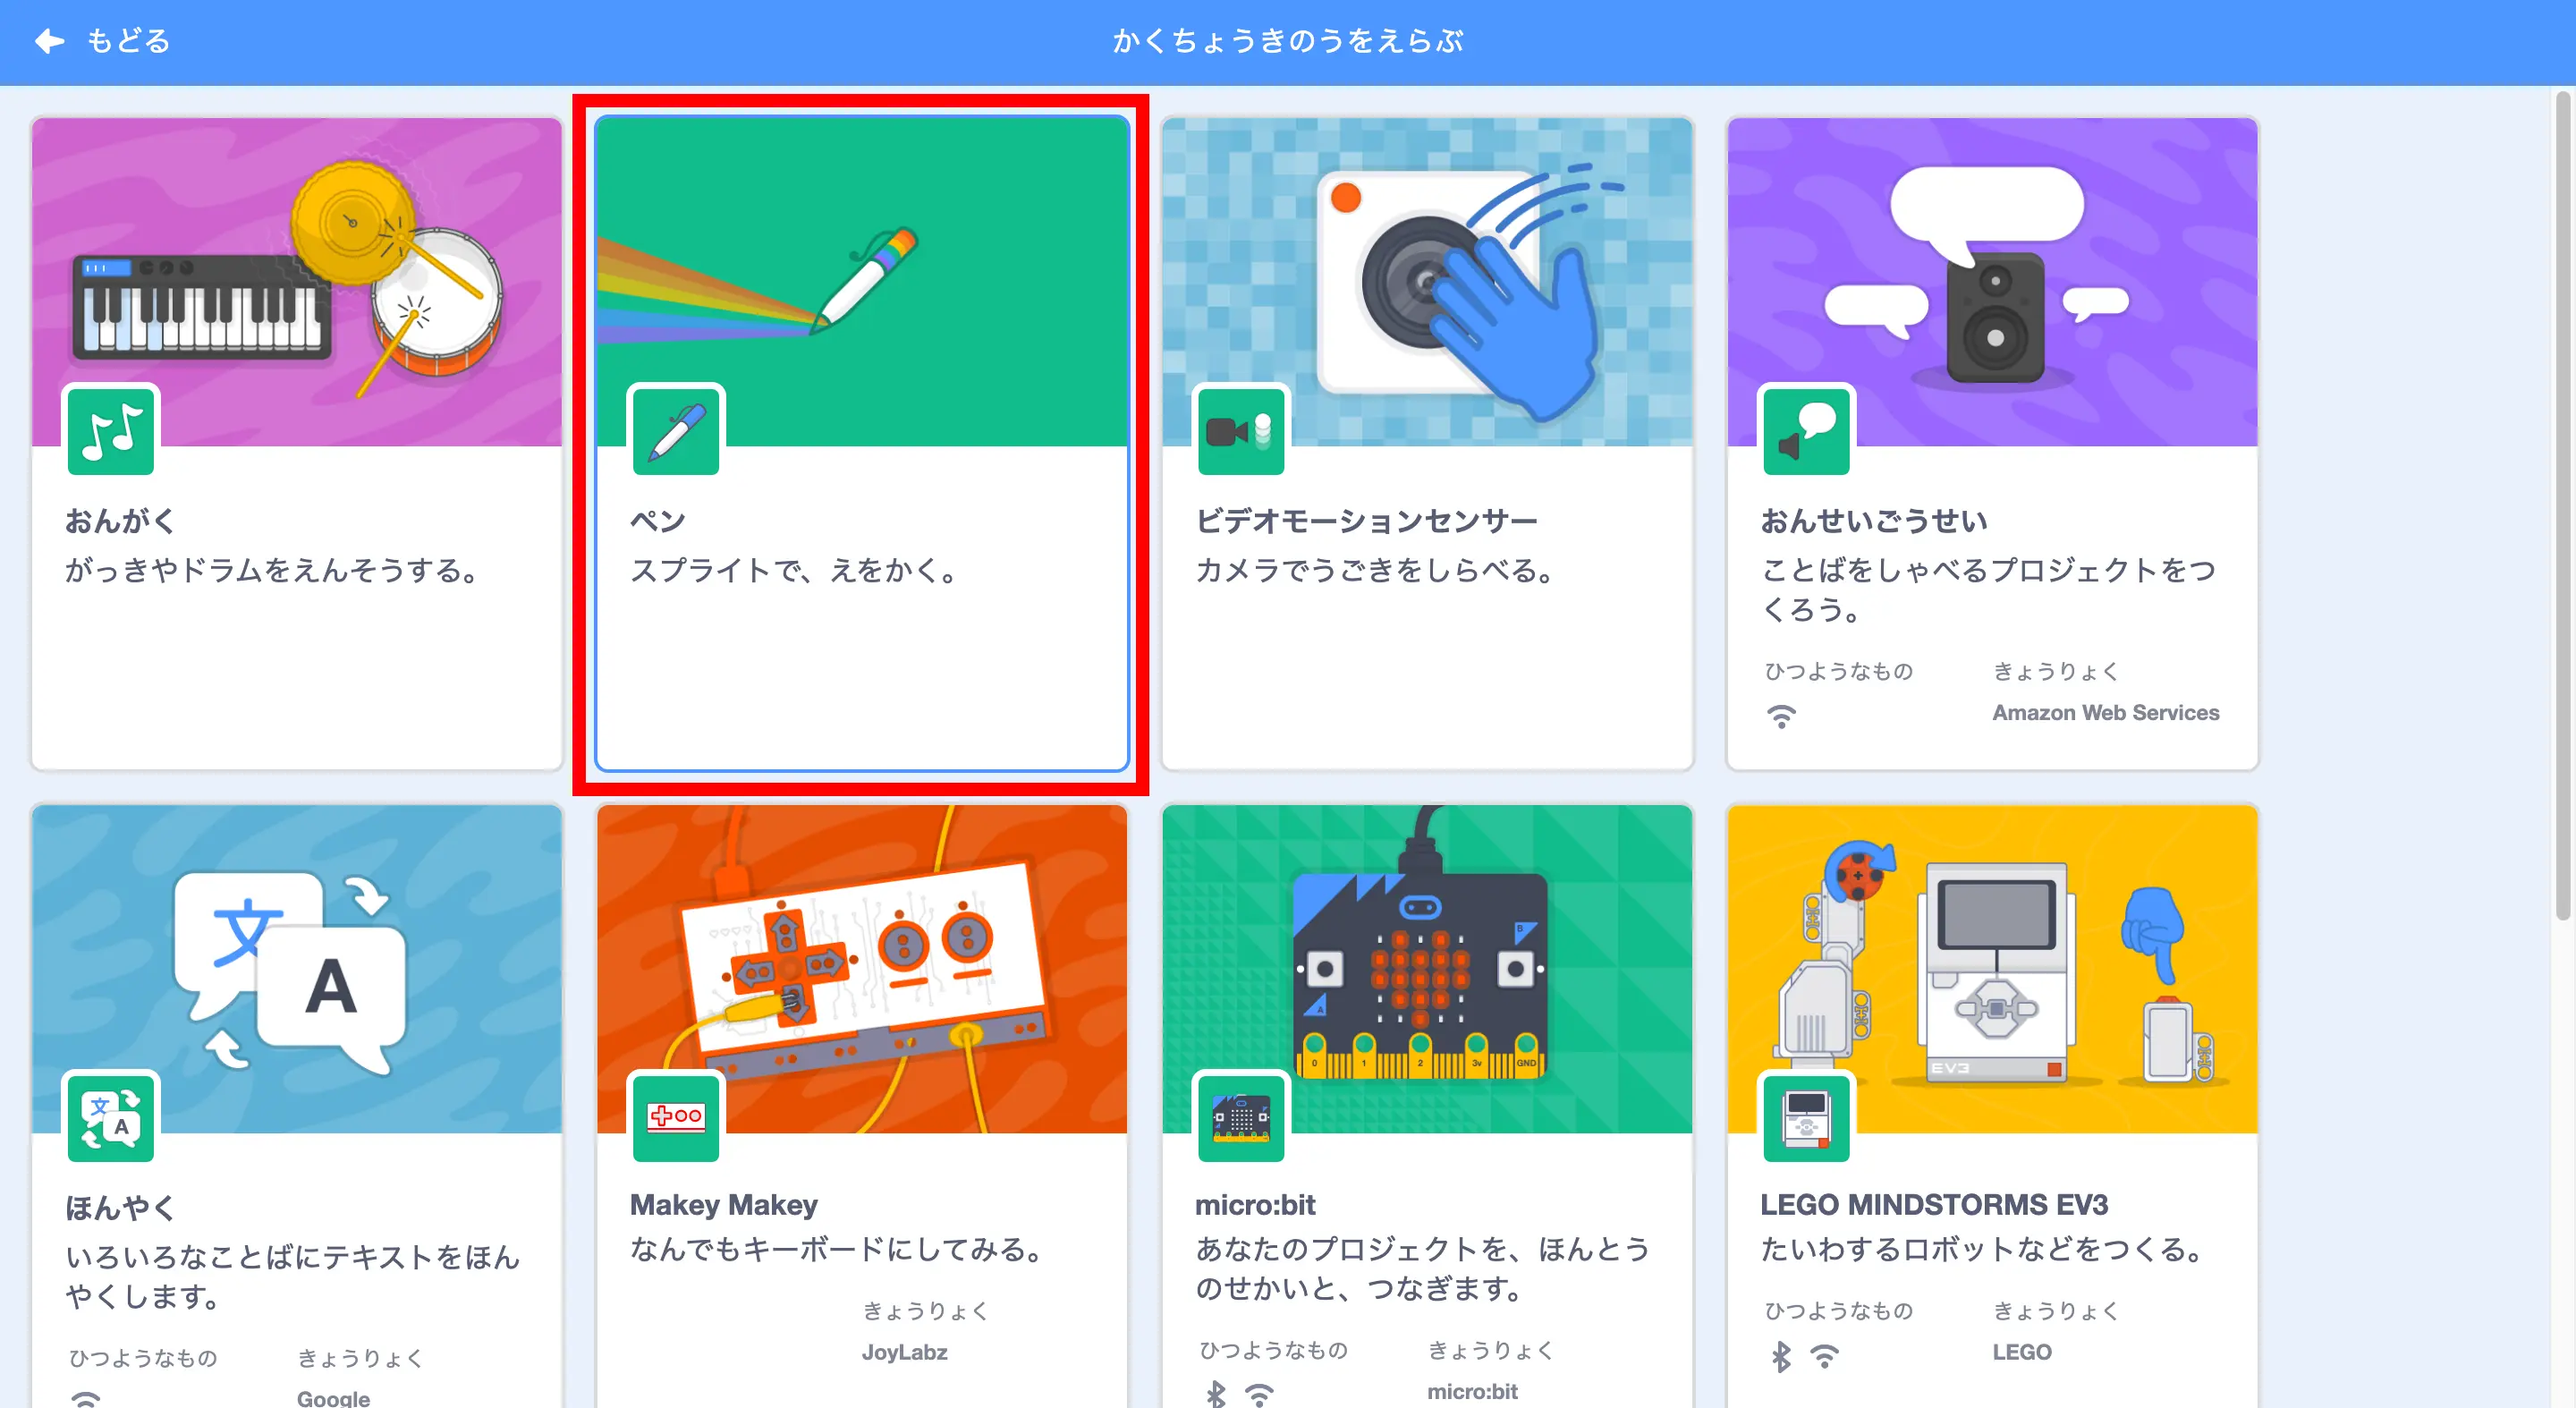 もどる
かくちょうきのうをえらぶ
おんがく
がっきやドラムをえんそうする。
ペン
スプライトで、えをかく。
ビデオモーションセンサー
カメラでうごきをしらべる。
おんせいごうせい
ことばをしゃべるプロジェクトをつ
くろう。
ひつようなもの
きょうりょく
Amazon Web Services
文
A
文
A
ほんやく
いろいろなことばにテキストをほん
やくします。
ひつようなもの
きょうりょく
Google
Makey Makey
なんでもキーボードにしてみる。
きょうりょく
JoyLabz
B
A
0 1 2 3v GND
micro:bit
あなたのプロジェクトを、ほんとう
のせかいと、つなぎます。
ひつようなもの
きょうりょく
micro:bit
EV3
LEGO MINDSTORMS EV3
たいわするロボットなどをつくる。
ひつようなもの
きょうりょく
LEGO